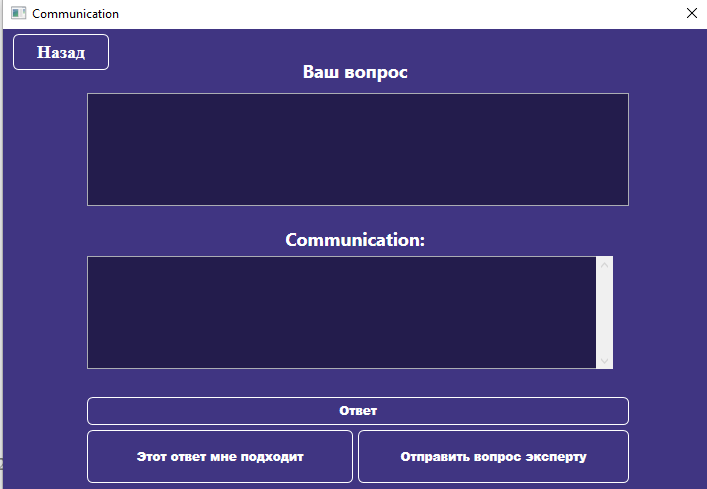 Communication
Назад
Ваш вопрос
Communication:
Ответ
Этот ответ мне подходит
Отправить вопрос эксперту